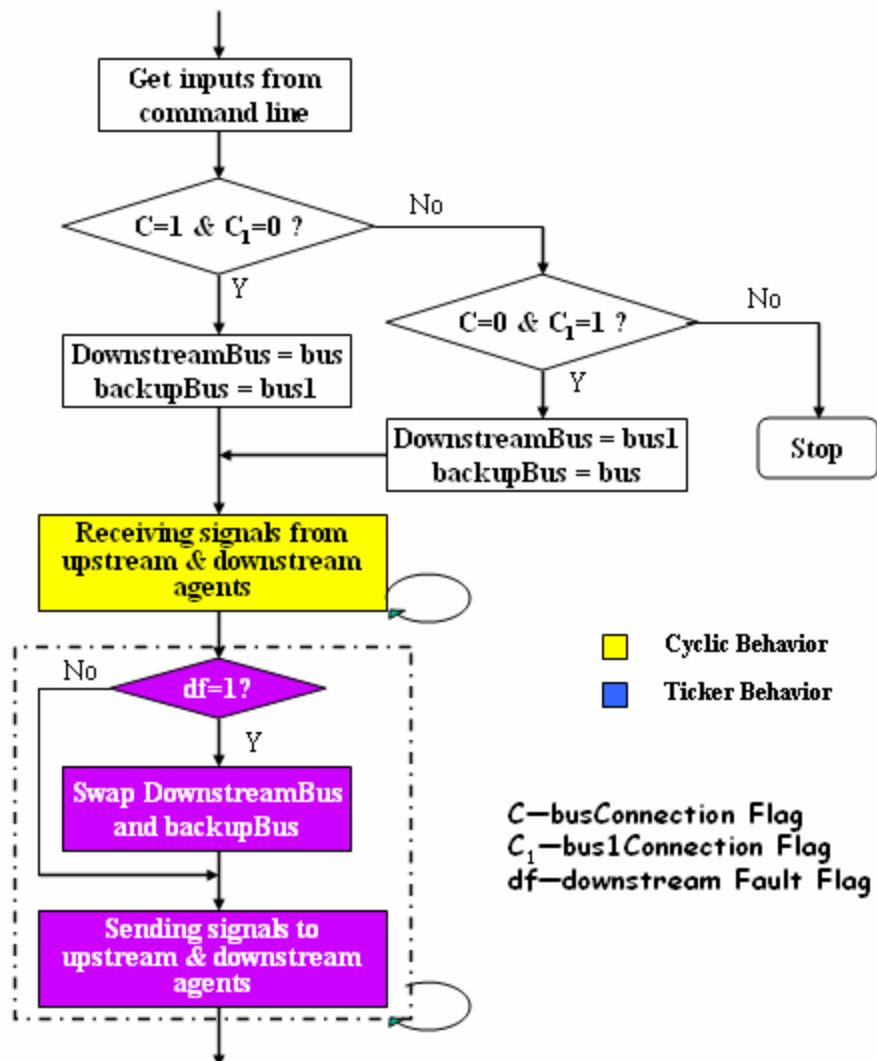 Get inputs from
command line
C=1 & C₁=0 ?
No
Y
C=0 & C₁=1 ?
No
Y
DownstreamBus = bus
backupBus = bus1
DownstreamBus = bus1
backupBus = bus
Stop
Receiving signals from
upstream & downstream
agents
No
df=1?
Y
Swap DownstreamBus
and backupBus
Sending signals to
upstream & downstream
agents
Cyclic Behavior
Ticker Behavior
C—busConnection Flag
C₁—bus1Connection Flag
df—downstream Fault Flag